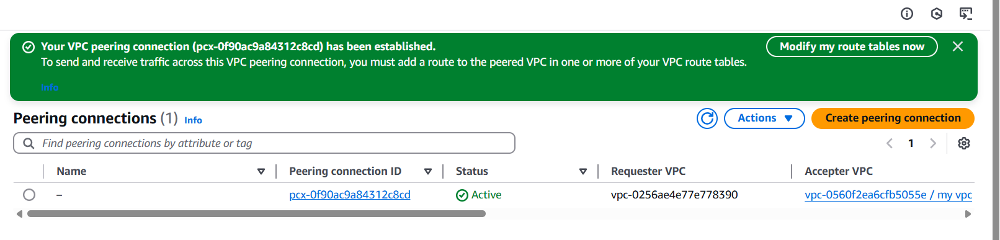 Your VPC peering connection (pcx-0f90ac9a84312c8cd) has been established.
Modify my route tables now
To send and receive traffic across this VPC peering connection, you must add a route to the peered VPC in one or more of your VPC route tables.
Info
Peering connections (1) Info
Actions
Create peering connection
Find peering connections by attribute or tag
1
Name Peering connection ID Status Requester VPC Accepter VPC
– pcx-0f90ac9a84312c8cd Active vpc-0256ae4e77e778390 vpc-0560f2ea6cfb5055e / my vpc